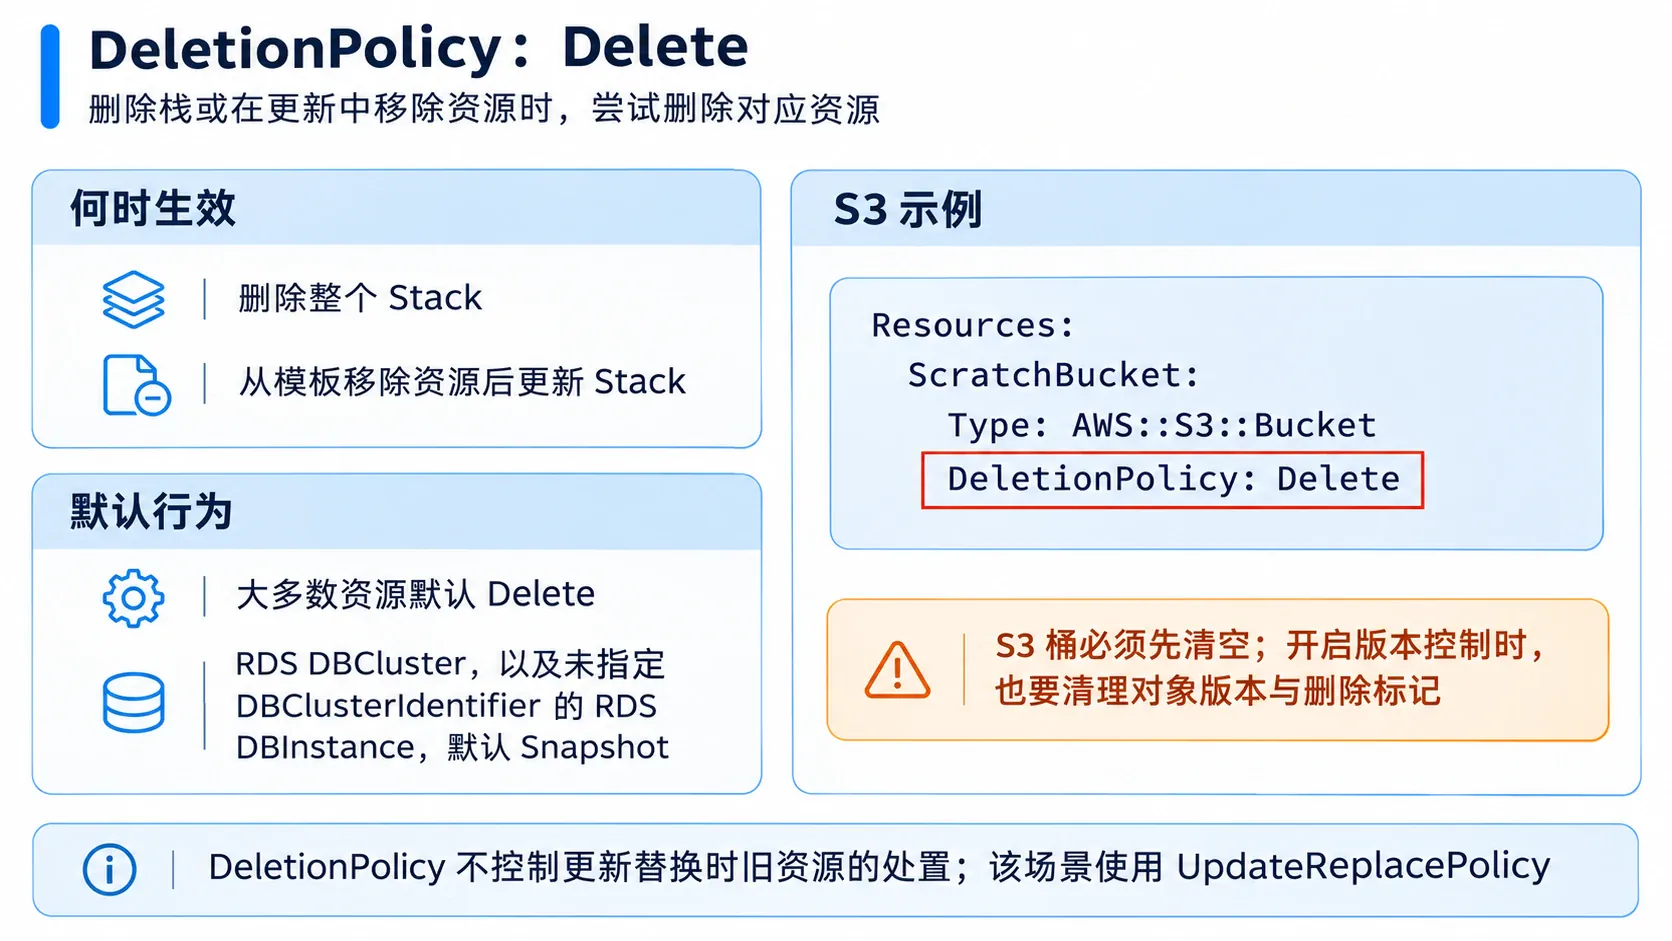 DeletionPolicy：Delete
删除栈或在更新中移除资源时，尝试删除对应资源
何时生效
删除整个 Stack
从模板移除资源后更新 Stack
默认行为
大多数资源默认 Delete
RDS DBCluster，以及未指定
DBClusterIdentifier 的 RDS
DBInstance，默认 Snapshot
S3 示例
Resources:
  ScratchBucket:
    Type: AWS::S3::Bucket
    DeletionPolicy: Delete
S3 桶必须先清空；开启版本控制时，
也要清理对象版本与删除标记
DeletionPolicy 不控制更新替换时旧资源的处置；该场景使用 UpdateReplacePolicy